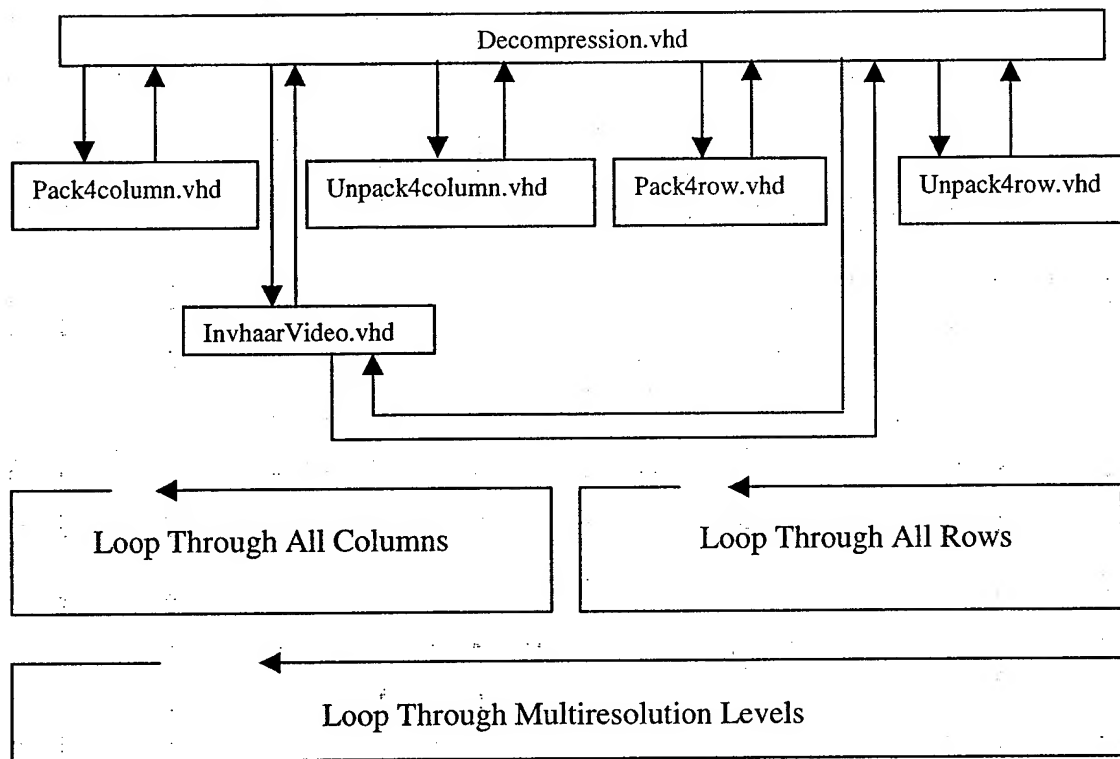 Decompression.vhd
Pack4column.vhd
Unpack4column.vhd
Pack4row.vhd
Unpack4row.vhd
InvhaarVideo.vhd
Loop Through All Columns
Loop Through All Rows
Loop Through Multiresolution Levels